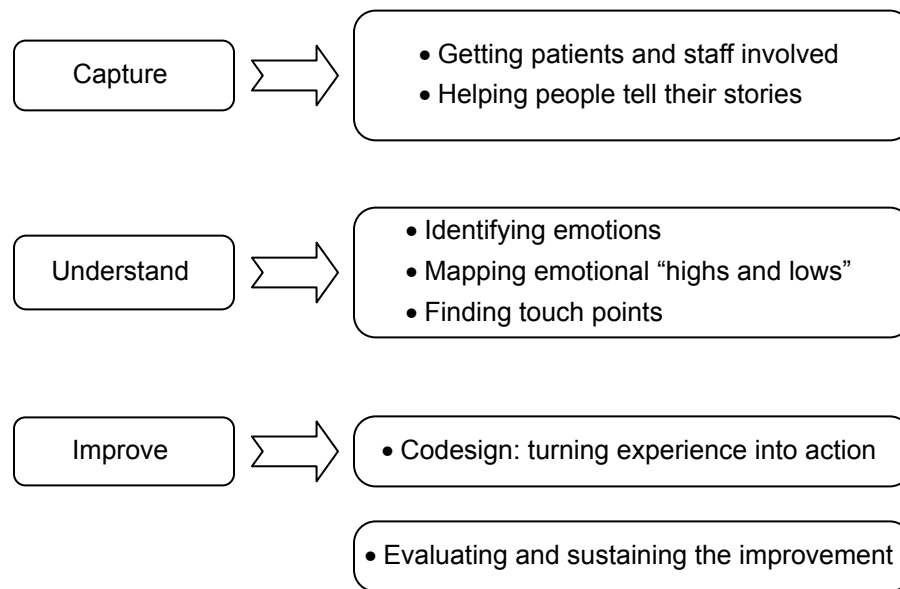 Capture
• Getting patients and staff involved
• Helping people tell their stories
Understand
• Identifying emotions
• Mapping emotional “highs and lows”
• Finding touch points
Improve
• Codesign: turning experience into action
• Evaluating and sustaining the improvement